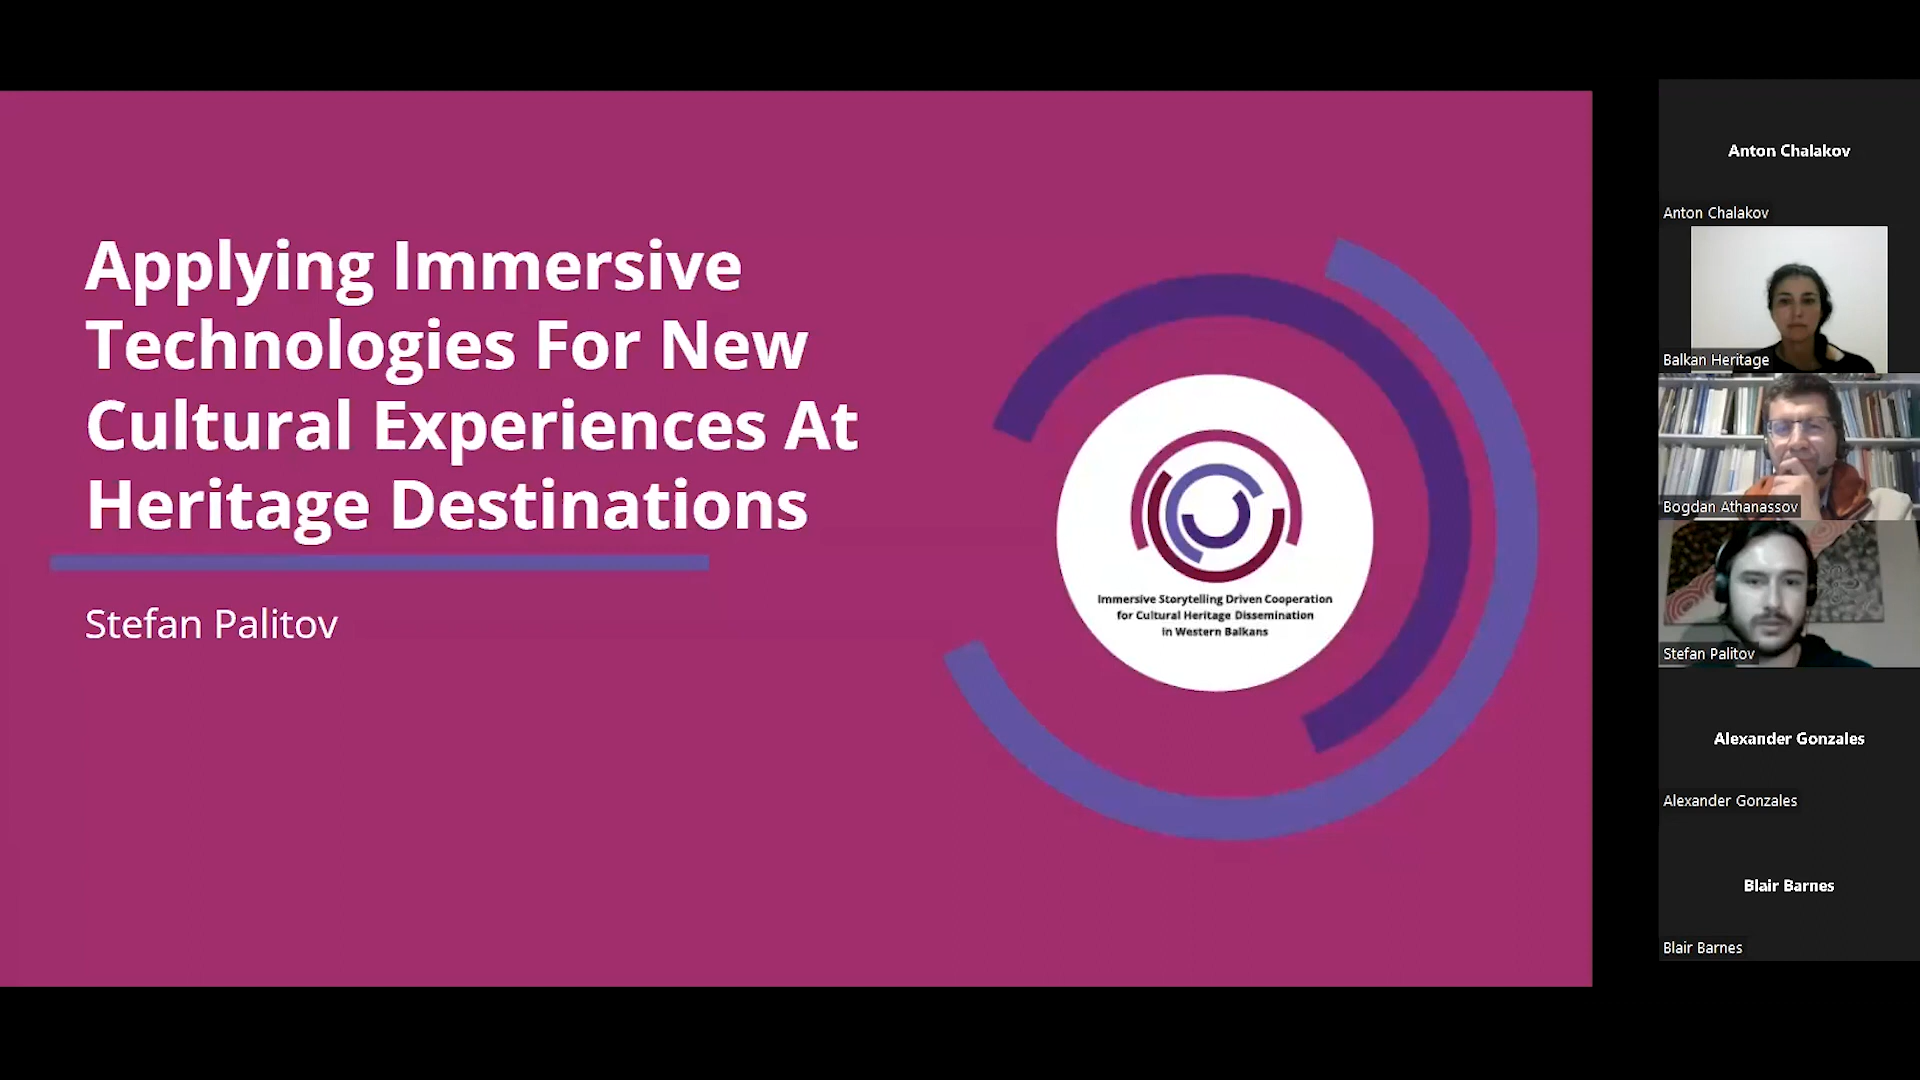 Applying Immersive
Technologies For New
Cultural Experiences At
Heritage Destinations
Stefan Palitov
Immersive Storytelling Driven Cooperation
for Cultural Heritage Dissemination
in Western Balkans
Anton Chalakov
Anton Chalakov
Balkan Heritage
Bogdan Athanassov
Stefan Palitov
Alexander Gonzales
Alexander Gonzales
Blair Barnes
Blair Barnes